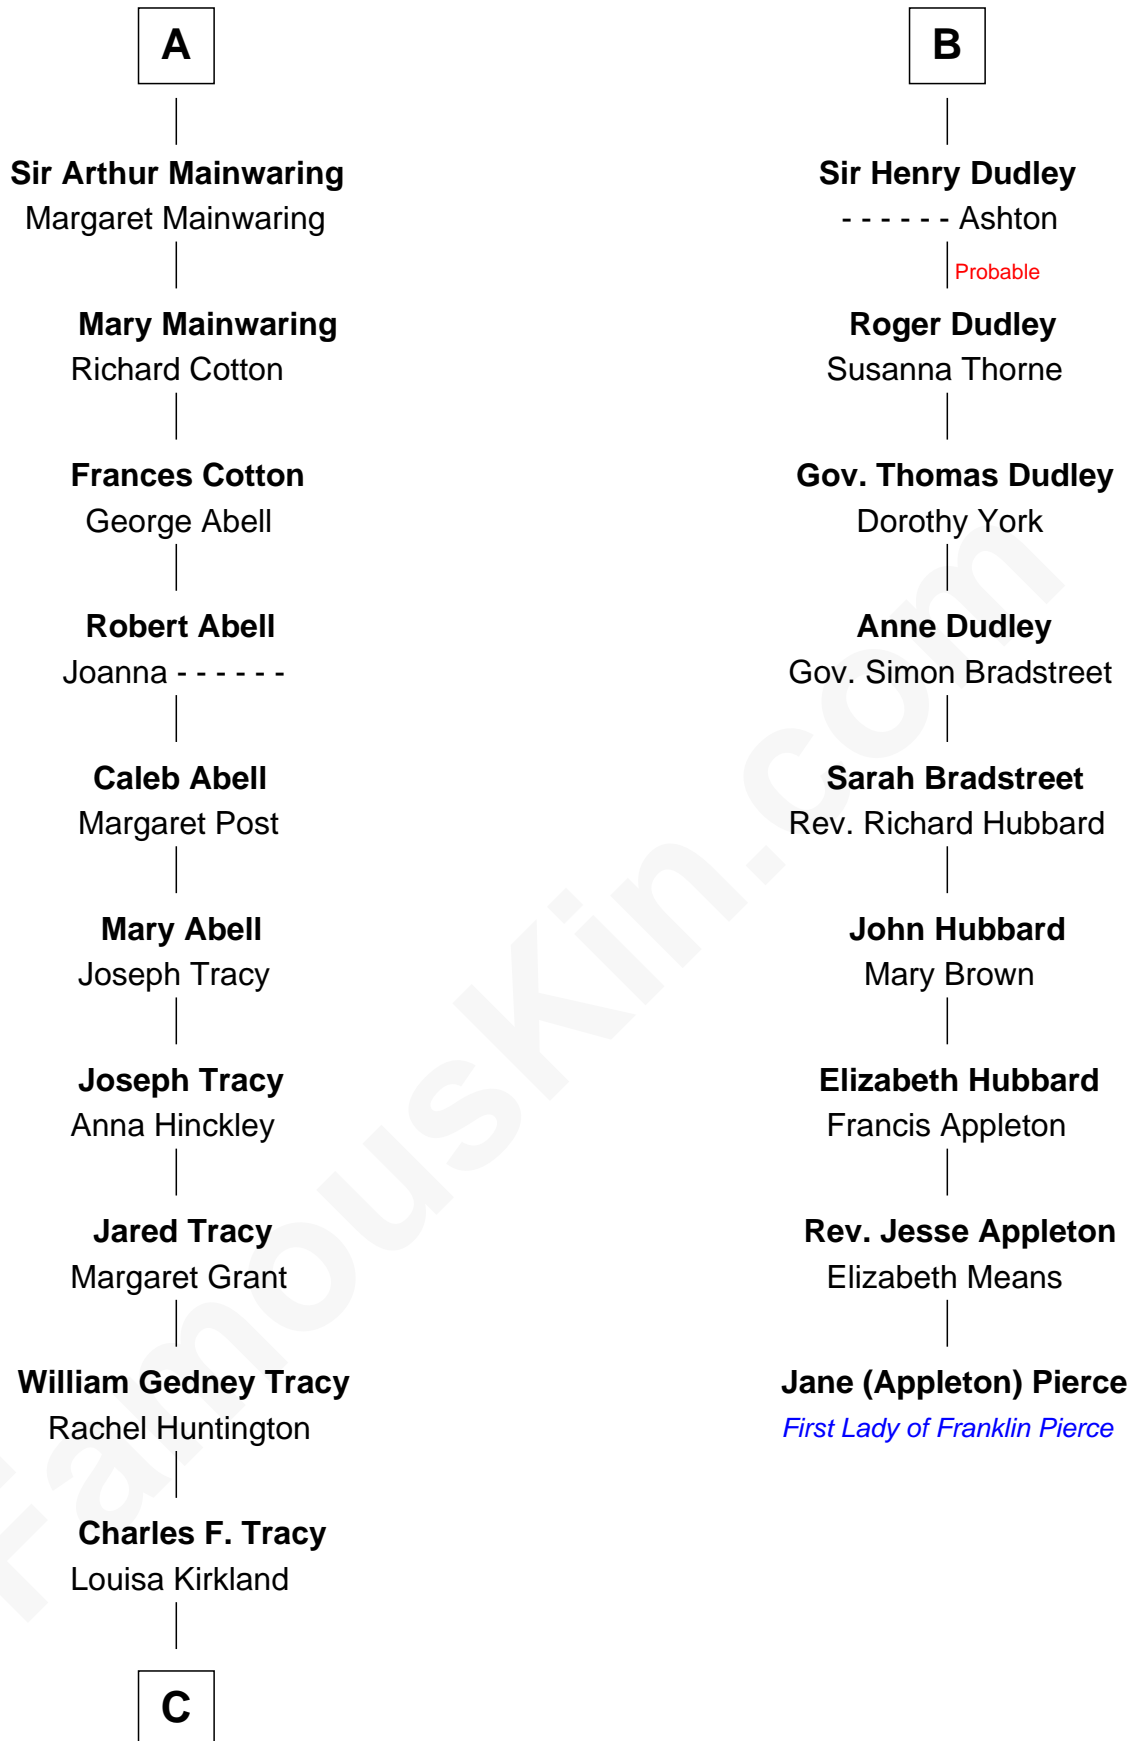 A
Sir Arthur Mainwaring
Margaret Mainwaring
Mary Mainwaring
Richard Cotton
Frances Cotton
George Abell
Robert Abell
Joanna - - - - - -
Caleb Abell
Margaret Post
Mary Abell
Joseph Tracy
Joseph Tracy
Anna Hinckley
Jared Tracy
Margaret Grant
William Gedney Tracy
Rachel Huntington
Charles F. Tracy
Louisa Kirkland
C
B
Sir Henry Dudley
- - - - - - Ashton
Probable
Roger Dudley
Susanna Thorne
Gov. Thomas Dudley
Dorothy York
Anne Dudley
Gov. Simon Bradstreet
Sarah Bradstreet
Rev. Richard Hubbard
John Hubbard
Mary Brown
Elizabeth Hubbard
Francis Appleton
Rev. Jesse Appleton
Elizabeth Means
Jane (Appleton) Pierce
First Lady of Franklin Pierce
FamousKin.com